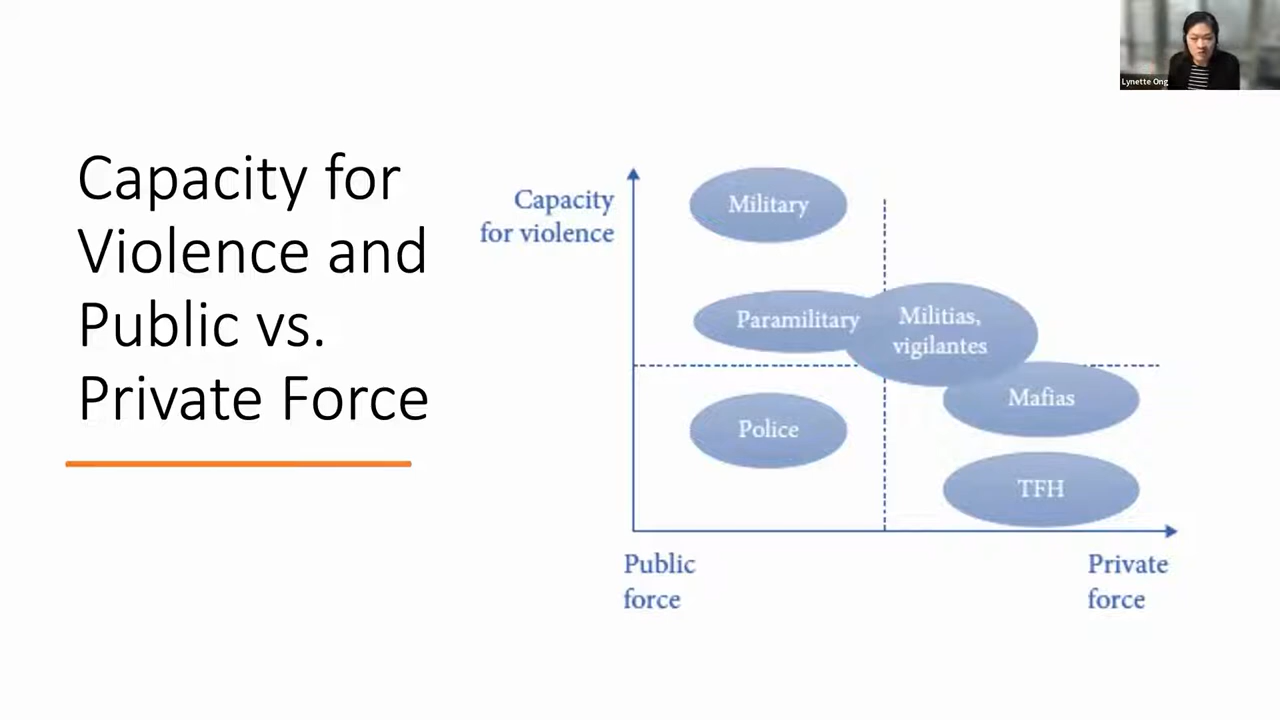 Lynette Ong
Capacity for
Violence and
Public vs.
Private Force
Capacity
for violence
Military
Paramilitary
Militias,
vigilantes
Mafias
Police
TFH
Public
force
Private
force